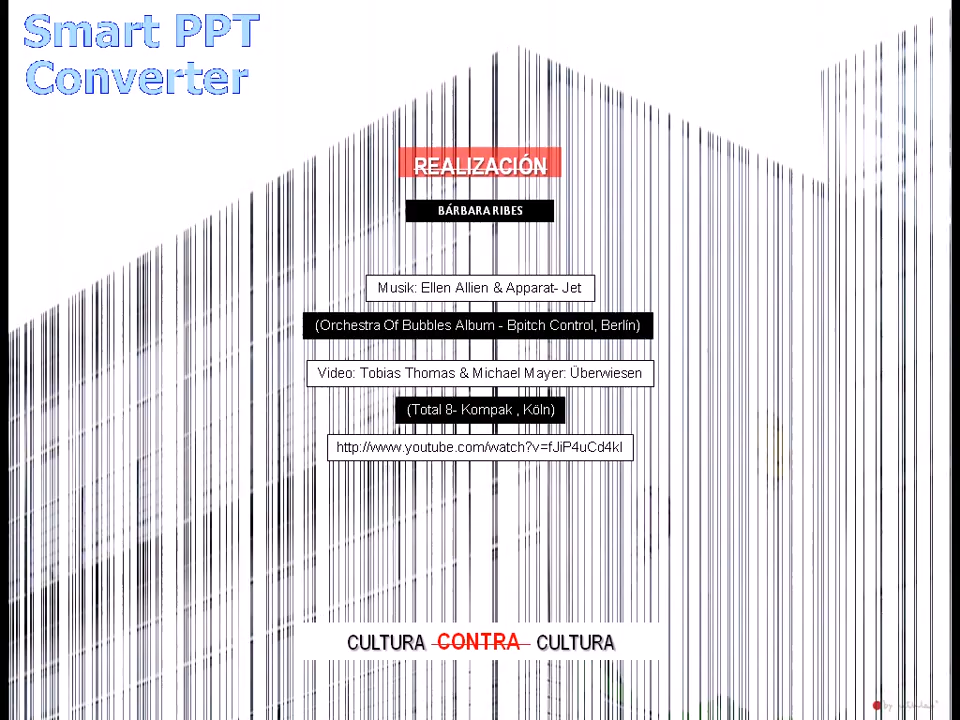 Smart PPT
Converter
REALIZACIÓN
BÁRBARA RIBES
Musik: Ellen Allien & Apparat- Jet
(Orchestra Of Bubbles Album - Bpitch Control, Berlín)
Video: Tobias Thomas & Michael Mayer: Überwiesen
(Total 8- Kompak , Köln)
http://www.youtube.com/watch?v=fJiP4uCd4kI
CULTURA CONTRA CULTURA
by